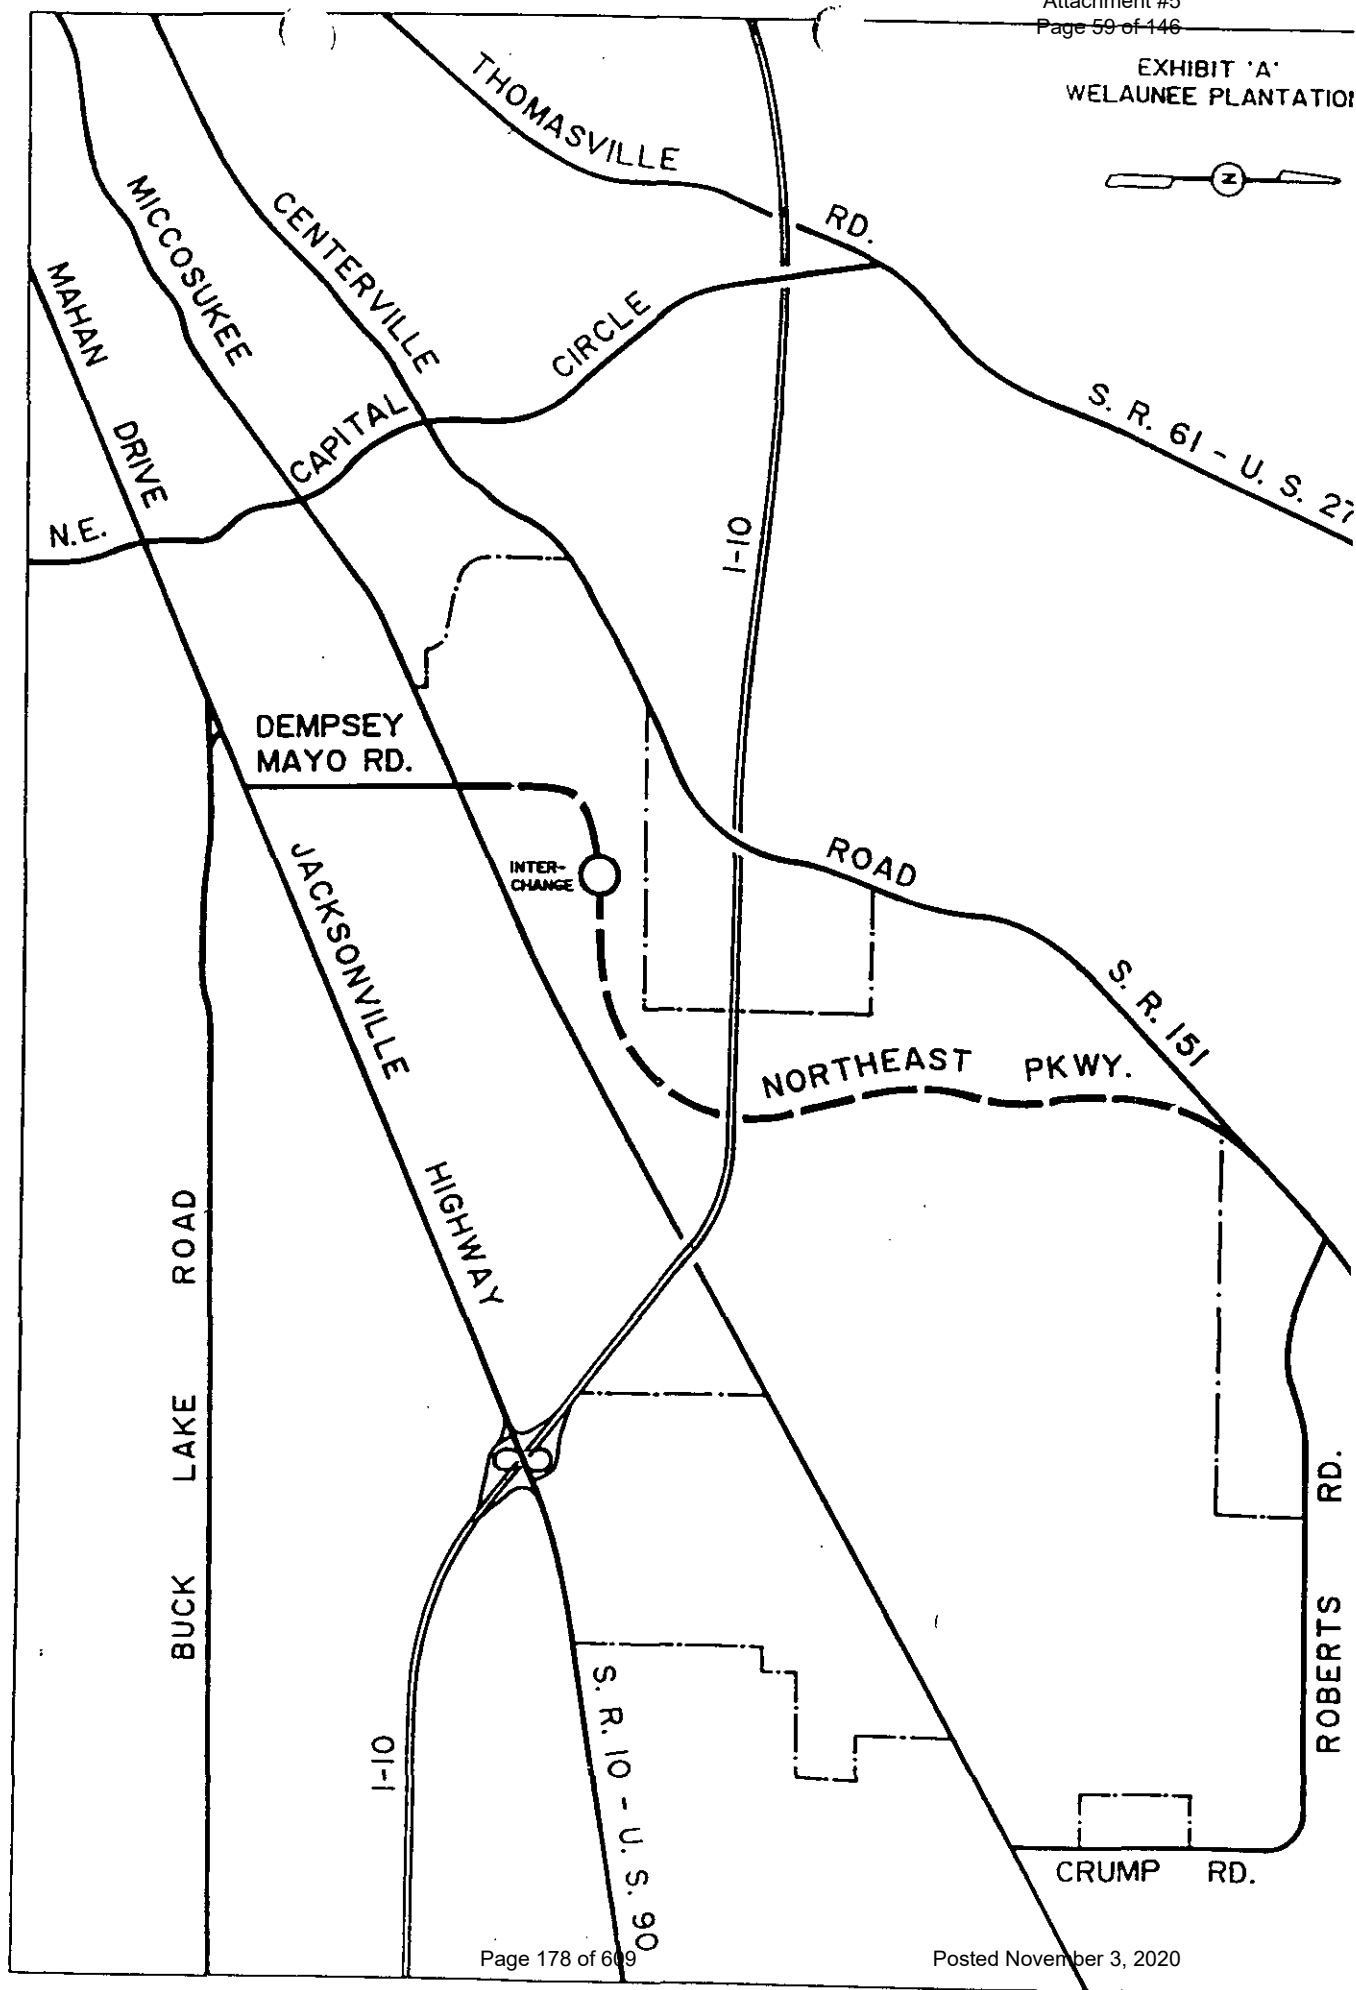 Attachment #5
Page 59 of 146
EXHIBIT 'A'
WELAUNEE PLANTATION
N
THOMASVILLE
RD.
S. R. 61 - U. S. 27
MICCOSUKEE
CENTERVILLE
MAHAN
DRIVE
CIRCLE
CAPITAL
N.E.
I-10
DEMPSEY
MAYO RD.
INTER-
CHANGE
ROAD
S. R. 151
JACKSONVILLE
HIGHWAY
NORTHEAST PKWY.
BUCK LAKE ROAD
ROBERTS RD.
I-10
S. R. 10 - U. S. 90
CRUMP RD.
Page 178 of 609
Posted November 3, 2020